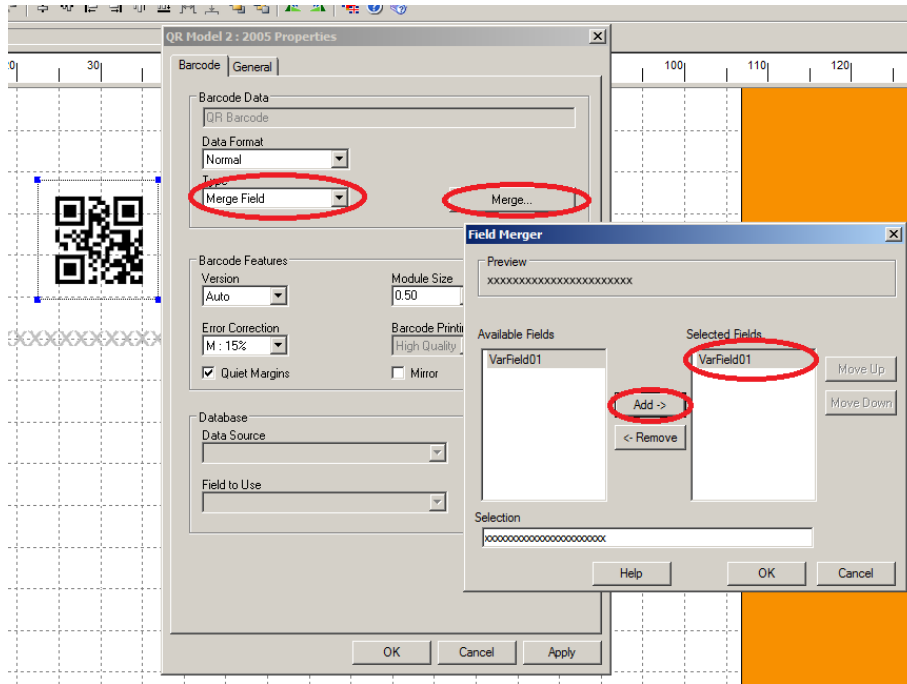 QR Model 2 : 2005 Properties
30
100
110
120
Barcode
General
Barcode Data
QR Barcode
Data Format
Normal
Type
Merge Field
Merge...
Barcode Features
Version
Module Size
Auto
0.50
Error Correction
M : 15%
High Quality
Quiet Margins
Mirror
Database
Data Source
Field to Use
OK
Cancel
Apply
Field Merger
Preview
xxxxxxxxxxxxxxxxxxxxxxx
Available Fields
Selected Fields
VarField01
VarField01
Add ->
<- Remove
Move Up
Move Down
Selection
xxxxxxxxxxxxxxxxxxxxxxx
Help
OK
Cancel